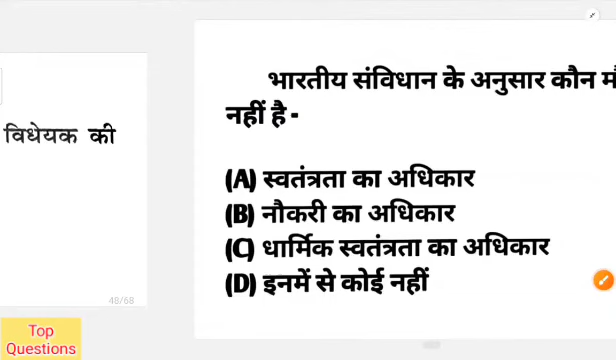 विधेयक की
48/68
Top
Questions
भारतीय संविधान के अनुसार कौन
नहीं है -
(A) स्वतंत्रता का अधिकार
(B) नौकरी का अधिकार
(C) धार्मिक स्वतंत्रता का अधिकार
(D) इनमें से कोई नहीं